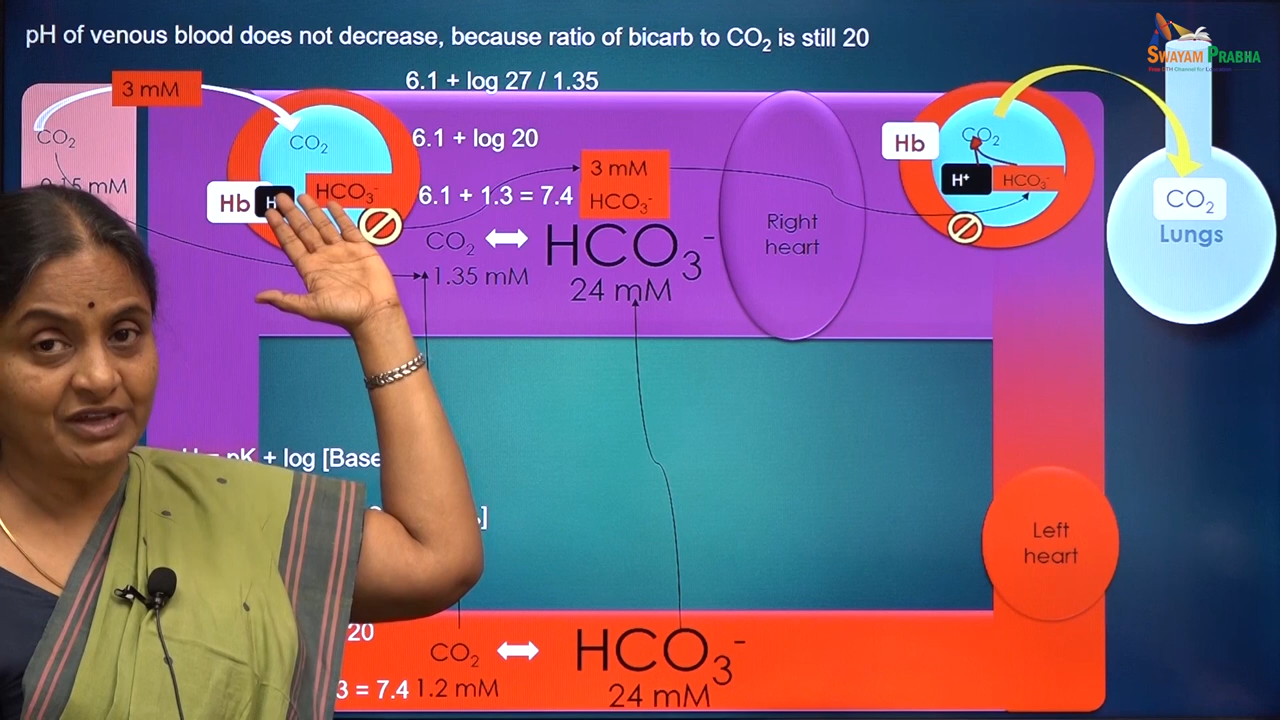 pH of venous blood does not decrease, because ratio of bicarb to CO₂ is still 20
SWAYAM PRABHA
6.1 + log 27 / 1.35
3 mM
CO₂
CO₂
6.1 + log 20
Hb
CO₂
3 mM
HCO₃⁻
0.15 mM
HCO₃⁻
6.1 + 1.3 = 7.4
Hb
H⁺
HCO₃⁻
CO₂
Lungs
CO₂
HCO₃⁻
Right
heart
1.35 mM
24 mM
pK + log [Base
Left
heart
20
CO₂
HCO₃⁻
3 = 7.4
1.2 mM
24 mM